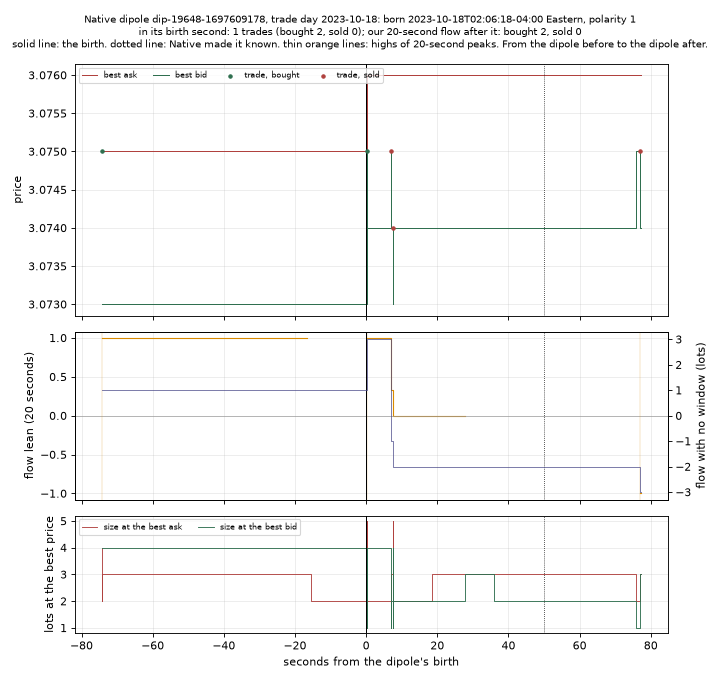 Native dipole dip-19648-1697609178, trade day 2023-10-18: born 2023-10-18T02:06:18-04:00 Eastern, polarity 1
in its birth second: 1 trades (bought 2, sold 0); our 20-second flow after it: bought 2, sold 0
solid line: the birth. dotted line: Native made it known. thin orange lines: highs of 20-second peaks. From the dipole before to the dipole after.
best ask
best bid
trade, bought
trade, sold
3.0760
3.0755
3.0750
3.0745
3.0740
3.0735
3.0730
price
1.0
0.5
0.0
−0.5
−1.0
flow lean (20 seconds)
3
2
1
0
−1
−2
−3
flow with no window (lots)
size at the best ask
size at the best bid
5
4
3
2
1
lots at the best price
−80
−60
−40
−20
0
20
40
60
80
seconds from the dipole's birth